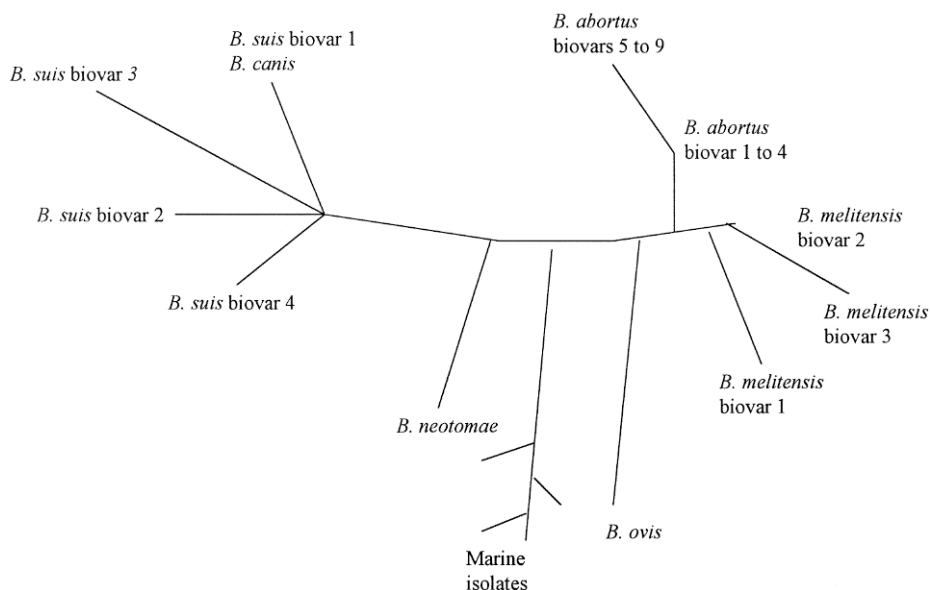 B. abortus
biovars 5 to 9
B. suis biovar 1
B. canis
B. suis biovar 3
B. abortus
biovar 1 to 4
B. suis biovar 2
B. melitensis
biovar 2
B. suis biovar 4
B. melitensis
biovar 3
B. melitensis
biovar 1
B. neotomae
B. ovis
Marine
isolates